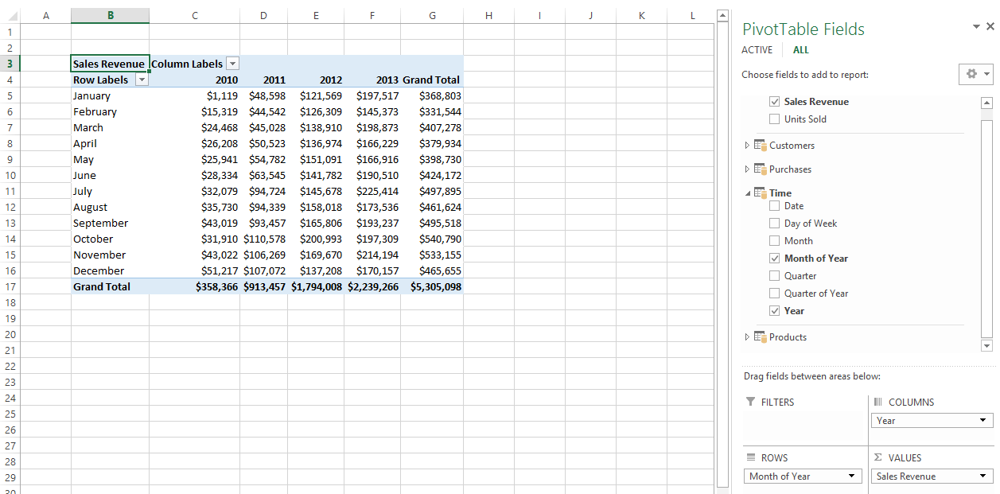 A B C D E F G H I J K L
1
2
3 Sales Revenue Column Labels
4 Row Labels 2010 2011 2012 2013 Grand Total
5 January $1,119 $48,598 $121,569 $197,517 $368,803
6 February $15,319 $44,542 $126,309 $145,373 $331,544
7 March $24,468 $45,028 $138,910 $198,873 $407,278
8 April $26,208 $50,523 $136,974 $166,229 $379,934
9 May $25,941 $54,782 $151,091 $166,916 $398,730
10 June $28,334 $63,545 $141,782 $190,510 $424,172
11 July $32,079 $94,724 $145,678 $225,414 $497,895
12 August $35,730 $94,339 $158,018 $173,536 $461,624
13 September $43,019 $93,457 $165,806 $193,237 $495,518
14 October $31,910 $110,578 $200,993 $197,309 $540,790
15 November $43,022 $106,269 $169,670 $214,194 $533,155
16 December $51,217 $107,072 $137,208 $170,157 $465,655
17 Grand Total $358,366 $913,457 $1,794,008 $2,239,266 $5,305,098
18
19
20
21
22
23
24
25
26
27
28
29
30
PivotTable Fields
ACTIVE ALL
Choose fields to add to report:
Sales Revenue
Units Sold
Customers
Purchases
Time
Date
Day of Week
Month
Month of Year
Quarter
Quarter of Year
Year
Products
Drag fields between areas below:
FILTERS
COLUMNS
Year
ROWS
Month of Year
Σ VALUES
Sales Revenue